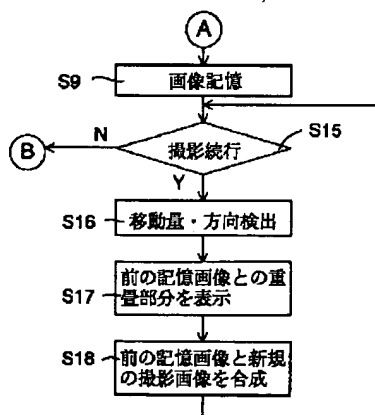 A
S9
画像記憶
N
S15
B
撮影続行
Y
S16
移動量・方向検出
前の記憶画像との重
S17
畳部分を表示
S18
前の記憶画像と新規
の撮影画像を合成